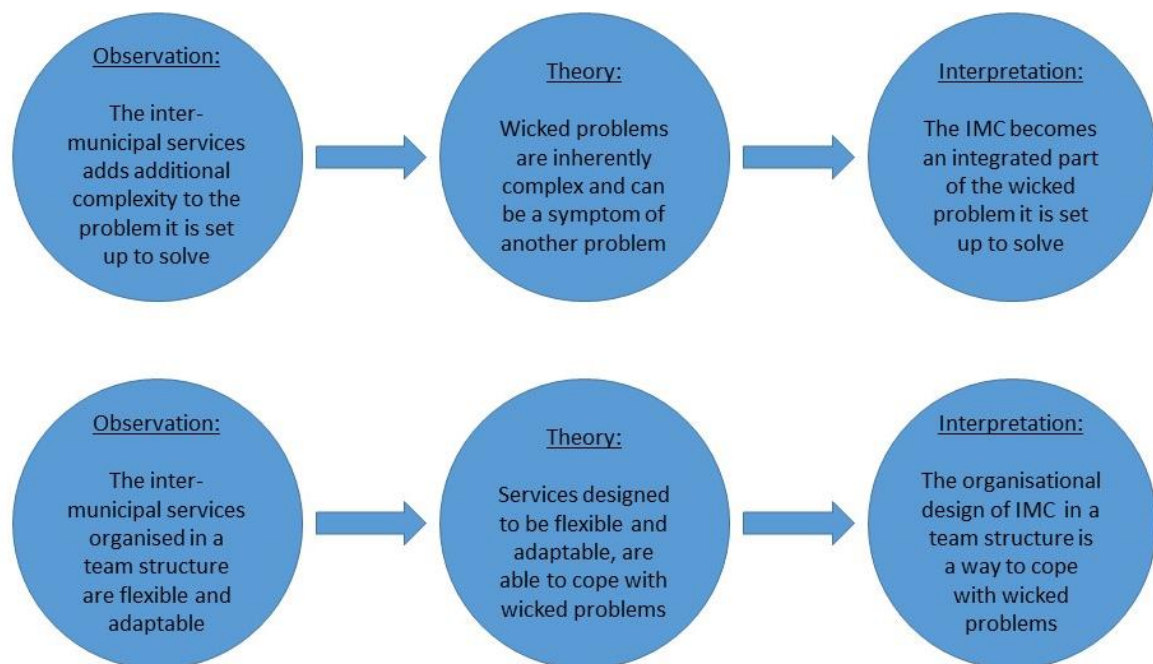 Observation:
The inter-
municipal services
adds additional
complexity to the
problem it is set
up to solve
Theory:
Wicked problems
are inherently
complex and can
be a symptom of
another problem
Interpretation:
The IMC becomes
an integrated part
of the wicked
problem it is set
up to solve
Observation:
The inter-
municipal services
organised in a
team structure
are flexible and
adaptable
Theory:
Services designed
to be flexible and
adaptable, are
able to cope with
wicked problems
Interpretation:
The organisational
design of IMC in a
team structure is
a way to cope
with wicked
problems